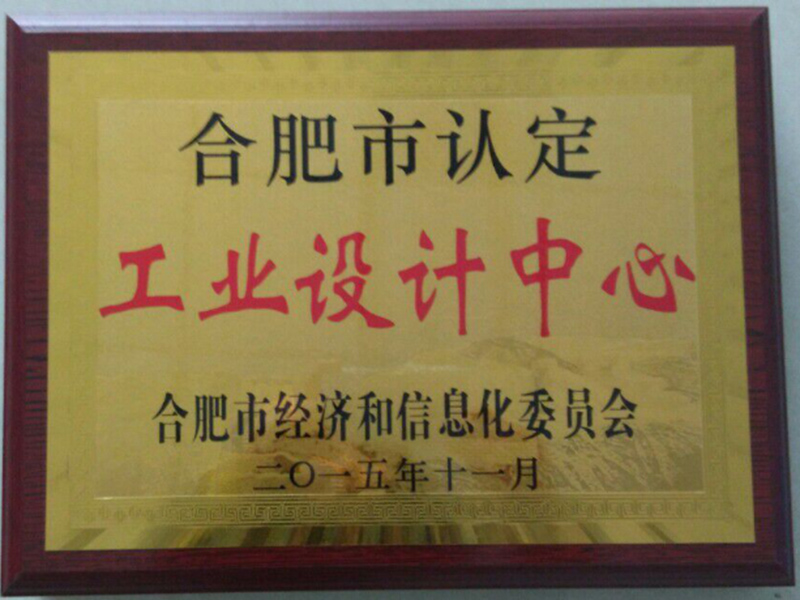 合肥市认定
工业设计中心
合肥市经济和信息化委员会
二〇一五年十一月